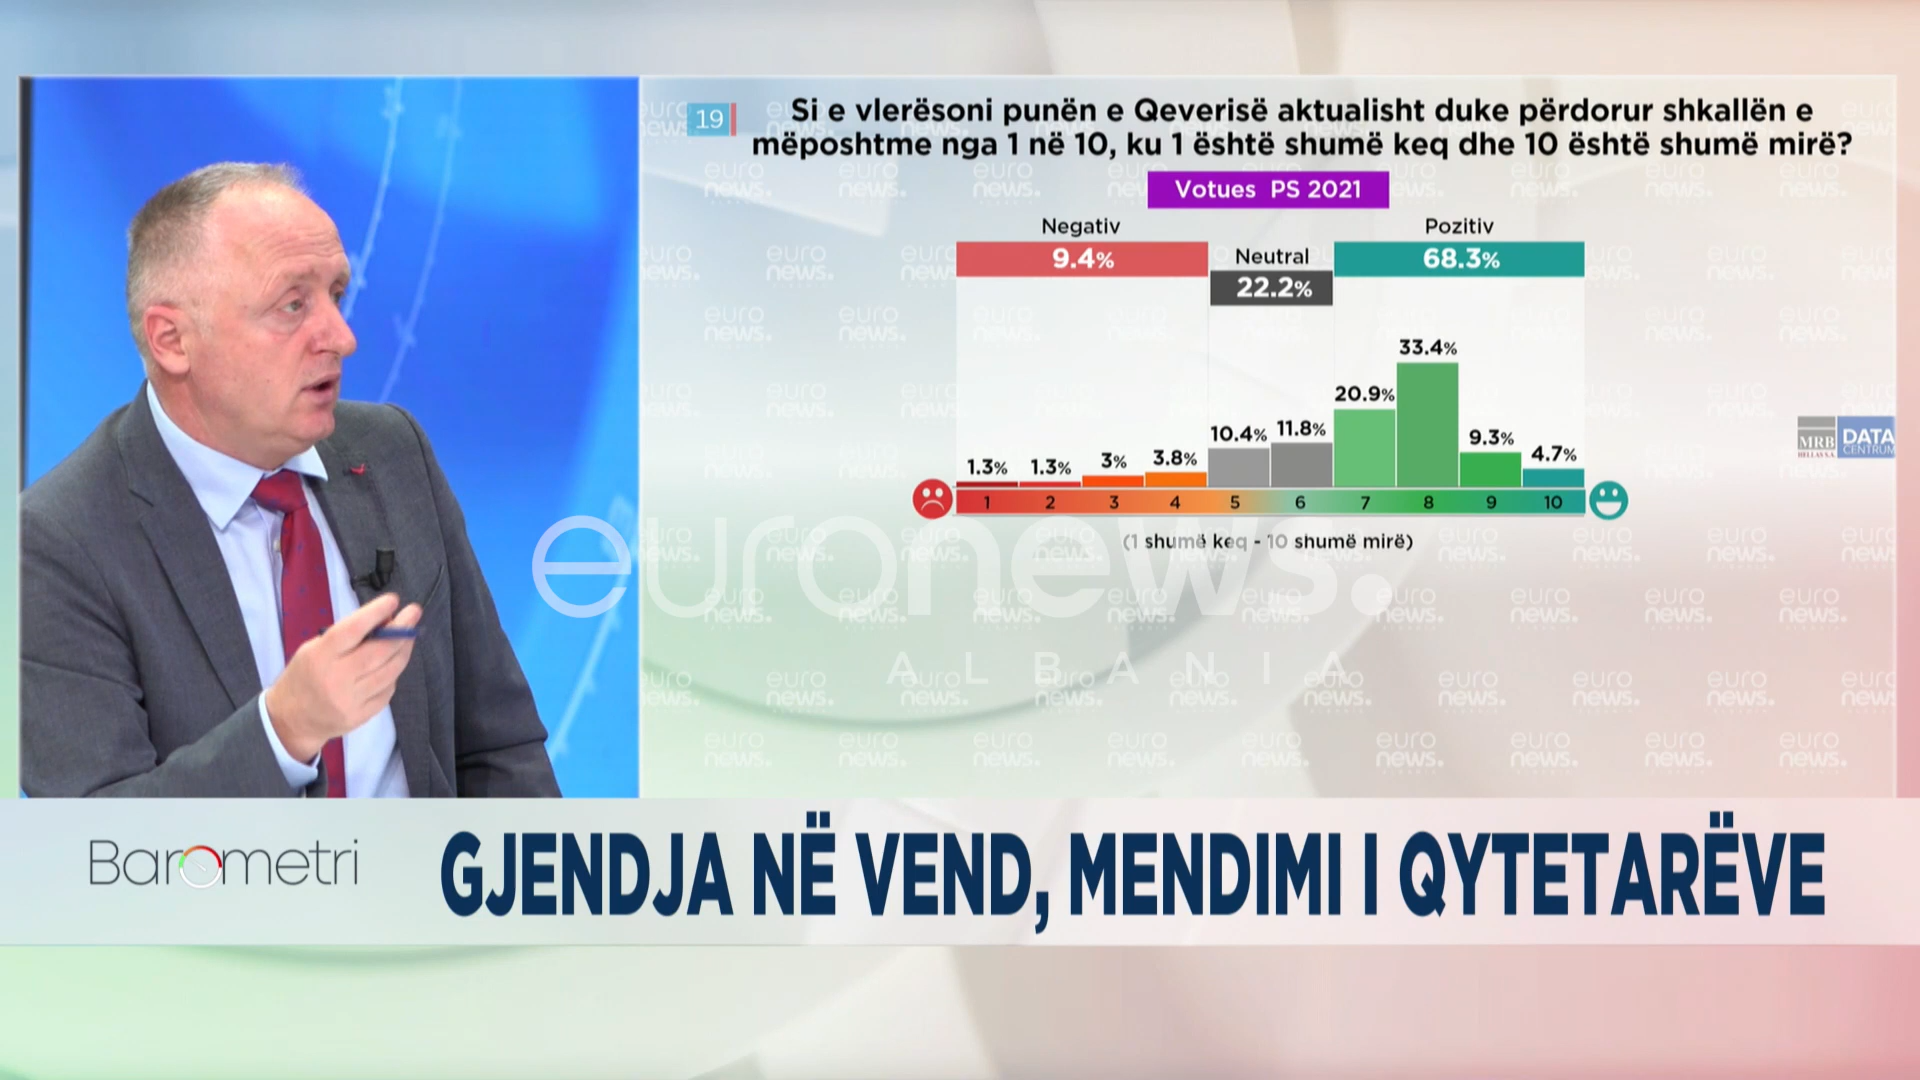 19
Si e vlerësoni punën e Qeverisë aktualisht duke përdorur shkallën e
mëposhtme nga 1 në 10, ku 1 është shumë keq dhe 10 është shumë mirë?
Votues PS 2021
Negativ
9.4%
Neutral
22.2%
Pozitiv
68.3%
1.3% 1.3% 3% 3.8% 10.4% 11.8% 20.9% 33.4% 9.3% 4.7%
1 2 3 4 5 6 7 8 9 10
(1 shumë keq - 10 shumë mirë)
MRB
HELLAS S.A.
DATA
CENTRUM
euronews.
ALBANIA
Barometri
GJENDJA NË VEND, MENDIMI I QYTETARËVE